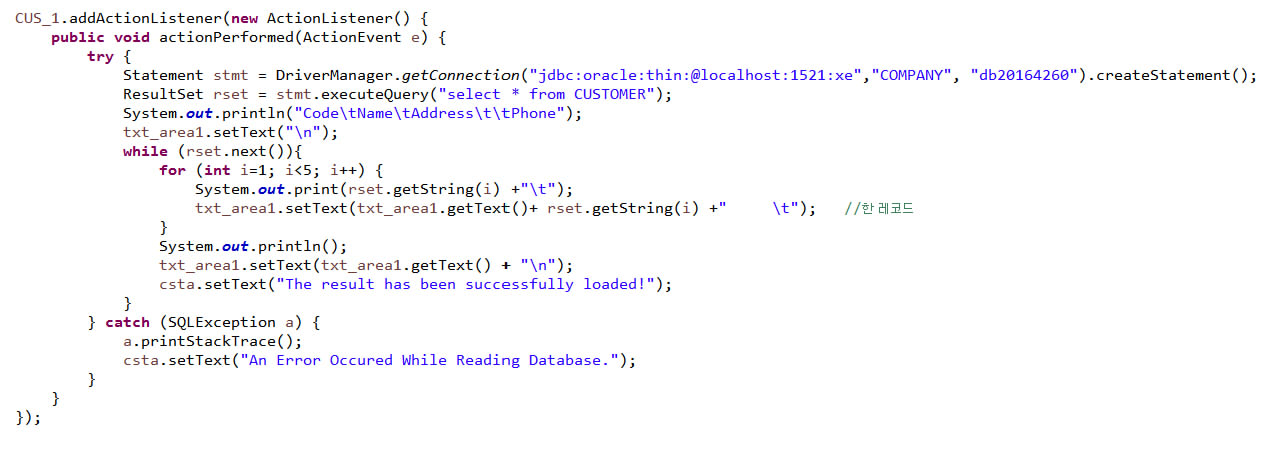 CUS_1.addActionListener(new ActionListener() {
    public void actionPerformed(ActionEvent e) {
        try {
            Statement stmt = DriverManager.getConnection("jdbc:oracle:thin:@localhost:1521:xe","COMPANY", "db20164260").createStatement();
            ResultSet rset = stmt.executeQuery("select * from CUSTOMER");
            System.out.println("Code\tName\tAddress\t\tPhone");
            txt_area1.setText("\n");
            while (rset.next()){
                for (int i=1; i<5; i++) {
                    System.out.print(rset.getString(i) +"\t");
                    txt_area1.setText(txt_area1.getText()+ rset.getString(i) +"     \t");   //한 레코드
                }
                System.out.println();
                txt_area1.setText(txt_area1.getText() + "\n");
                csta.setText("The result has been successfully loaded!");
            }
        } catch (SQLException a) {
            a.printStackTrace();
            csta.setText("An Error Occured While Reading Database.");
        }
    }
});